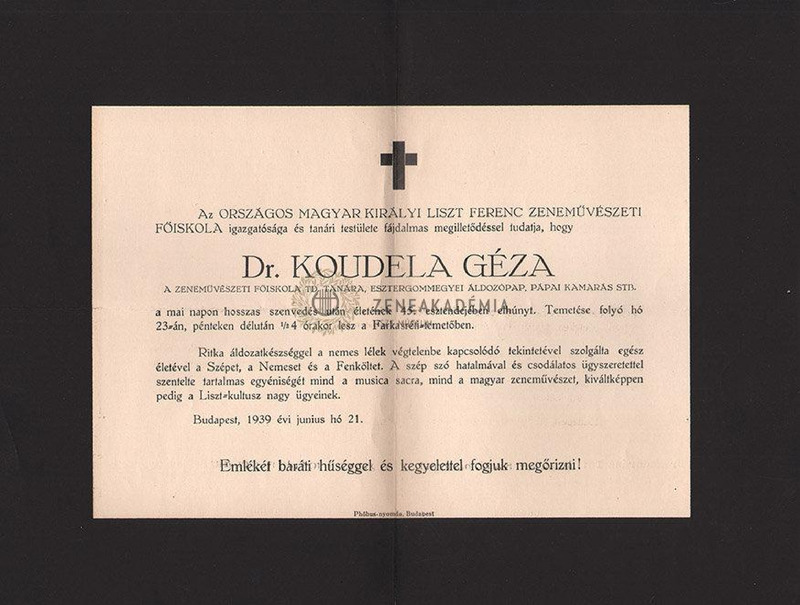 Az ORSZÁGOS MAGYAR KIRÁLYI LISZT FERENC ZENEMŰVÉSZETI
FŐISKOLA igazgatósága és tanári testülete fájdalmas megilletődéssel tudatja, hogy
Dr. KOUDELA GÉZA
A ZENEMŰVÉSZETI FŐISKOLA TB. TANÁRA, ESZTERGOMMEGYEI ÁLDOZÓPAP, PÁPAI KAMARÁS STB.
ZENEAKADÉMIA
a mai napon hosszas szenvedés után életének 45. esztendejében elhúnyt. Temetése folyó hó
23-án, pénteken délután 1/2 4 órakor lesz a Farkasréti-temetőben.
Ritka áldozatkészséggel a nemes lélek végtelenbe kapcsolódó tekintetével szolgálta egész
életével a Szépet, a Nemeset és a Fenköltet. A szép szó hatalmával és csodálatos ügyszeretettel
szentelte tartalmas egyéniségét mind a musica sacra, mind a magyar zeneművészet, kiváltképpen
pedig a Liszt-kultusz nagy ügyeinek.
Budapest, 1939 évi junius hó 21.
Emlékét baráti hűséggel és kegyelettel fogjuk megőrizni!
Phőbus-nyomda, Budapest